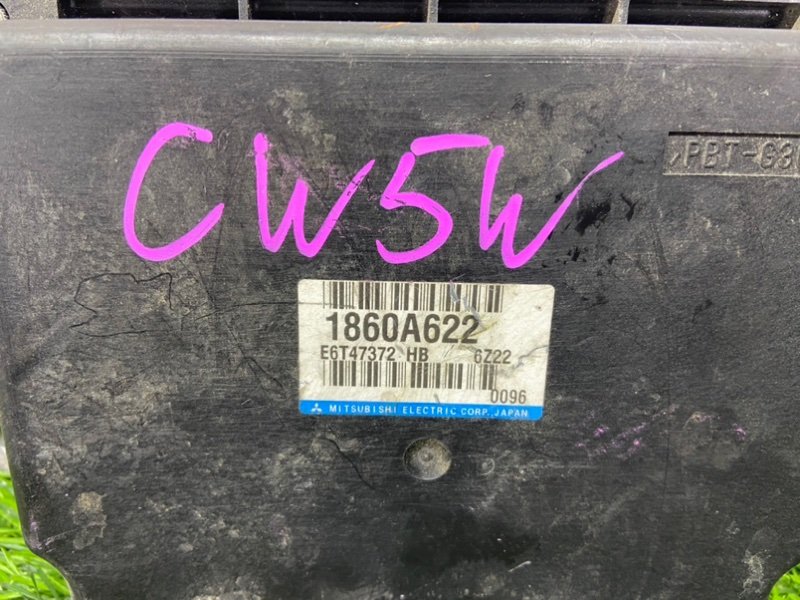 CW5W
PBT-G30
1860A622
E6T47372 HB 6Z22
0096
MITSUBISHI ELECTRIC CORP., JAPAN